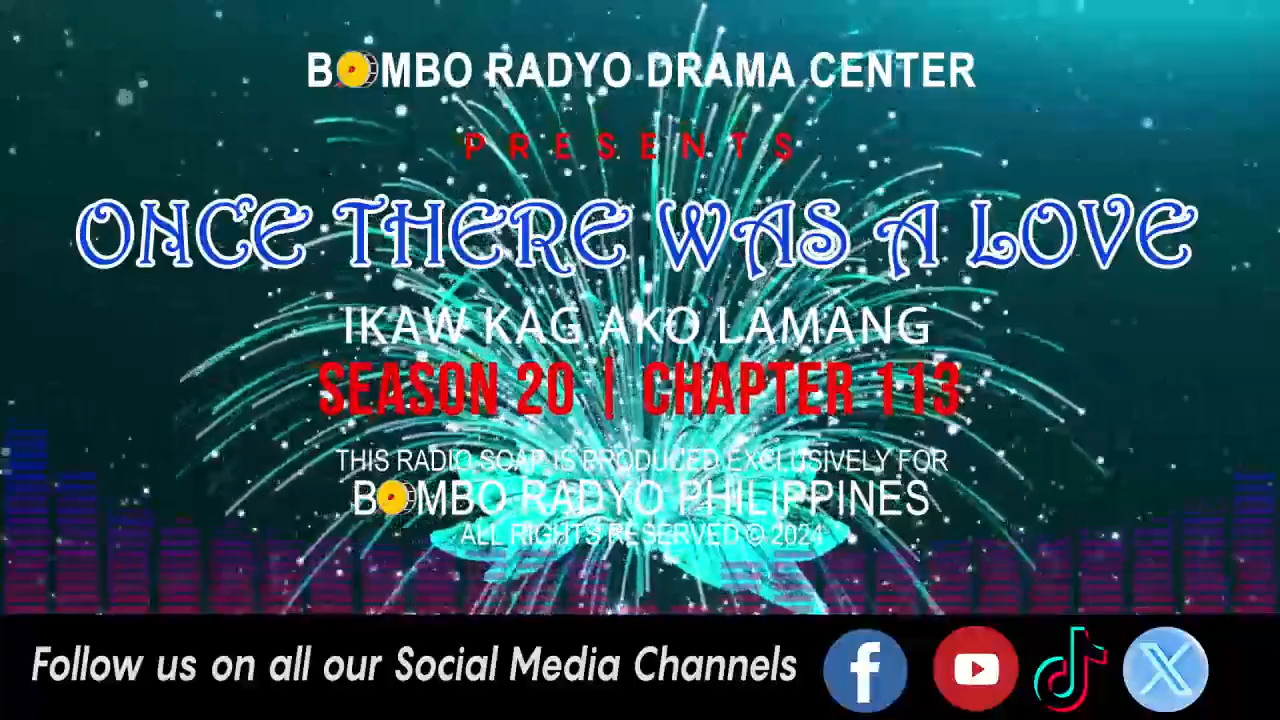 BOMBO RADYO DRAMA CENTER
PRESENTS
ONCE THERE WAS A LOVE
IKAW KAG AKO LAMANG
SEASON 20 | CHAPTER 113
THIS RADIO SOAP IS PRODUCED EXCLUSIVELY FOR
BOMBO RADYO PHILIPPINES
ALL RIGHTS RESERVED © 2024
Follow us on all our Social Media Channels